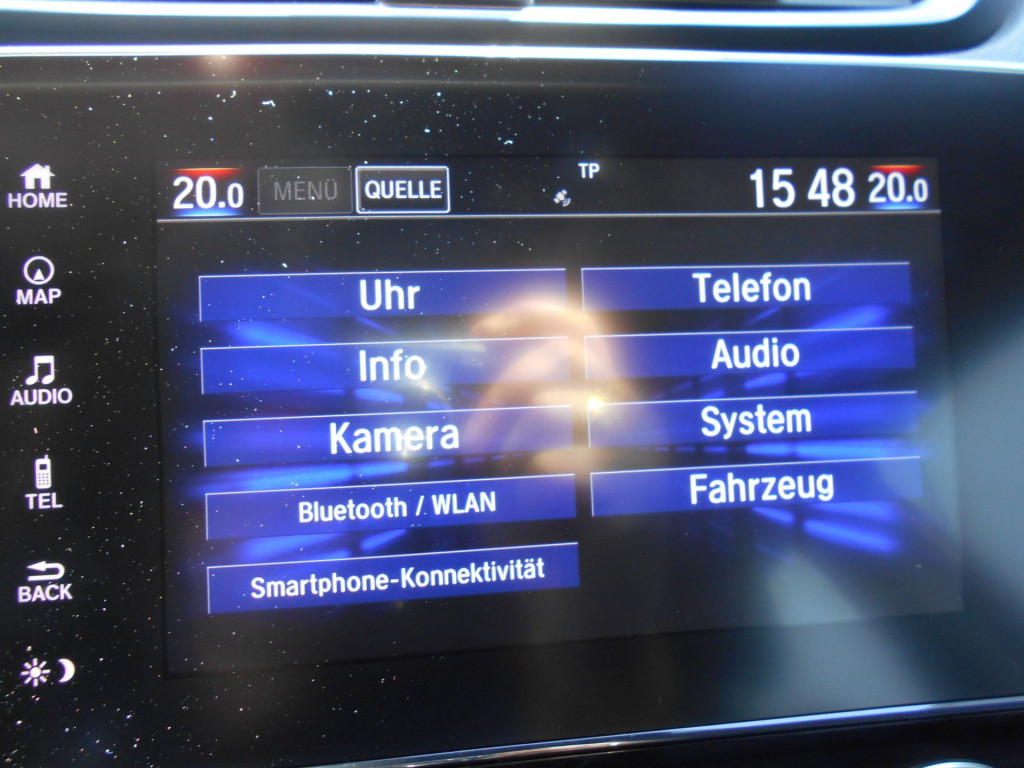 20.0 MENÜ QUELLE TP 15 48 20.0
HOME
MAP
AUDIO
TEL
BACK
Uhr
Info
Kamera
Bluetooth / WLAN
Smartphone-Konnektivität
Telefon
Audio
System
Fahrzeug